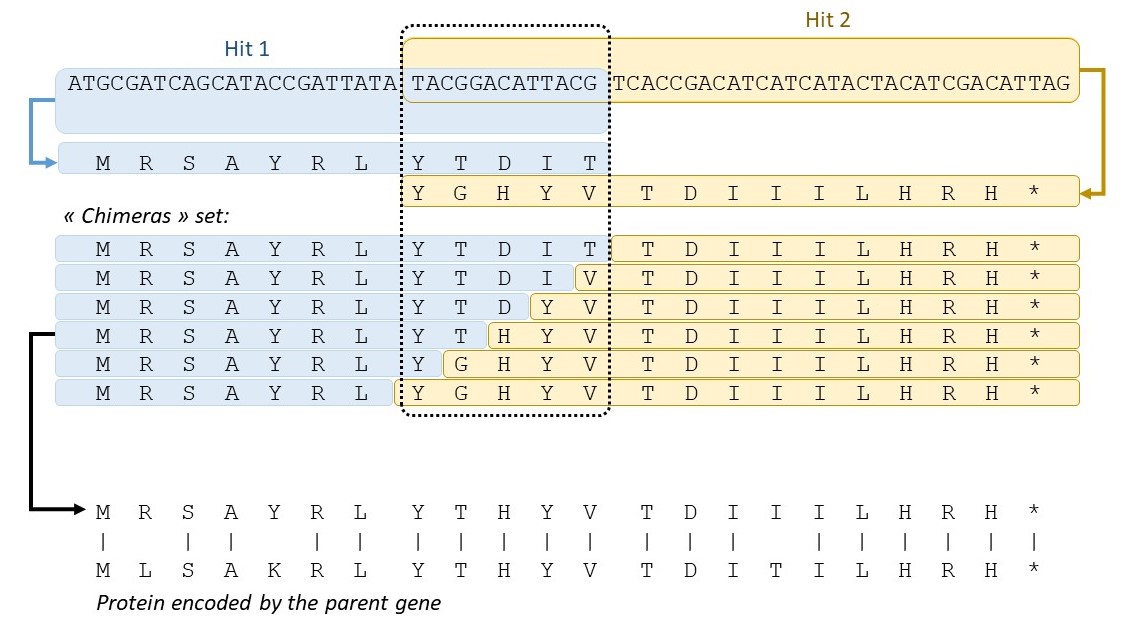 Hit 2
Hit 1
ATGCGATCAGCATACCGATTATA TACGGACATTACG TCACCGACATCATCATACTACATCGACATTAG
M R S A Y R L Y T D I T
Y G H Y V T D I I I L H R H *
« Chimeras » set:
M R S A Y R L Y T D I T T D I I I L H R H *
M R S A Y R L Y T D I V T D I I I L H R H *
M R S A Y R L Y T D Y V T D I I I L H R H *
M R S A Y R L Y T H Y V T D I I I L H R H *
M R S A Y R L Y G H Y V T D I I I L H R H *
M R S A Y R L Y G H Y V T D I I I L H R H *
M R S A Y R L Y T H Y V T D I I I L H R H *
| | | | | | | | | | | | | | | | | | |
M L S A K R L Y T H Y V T D I T I L H R H *
Protein encoded by the parent gene